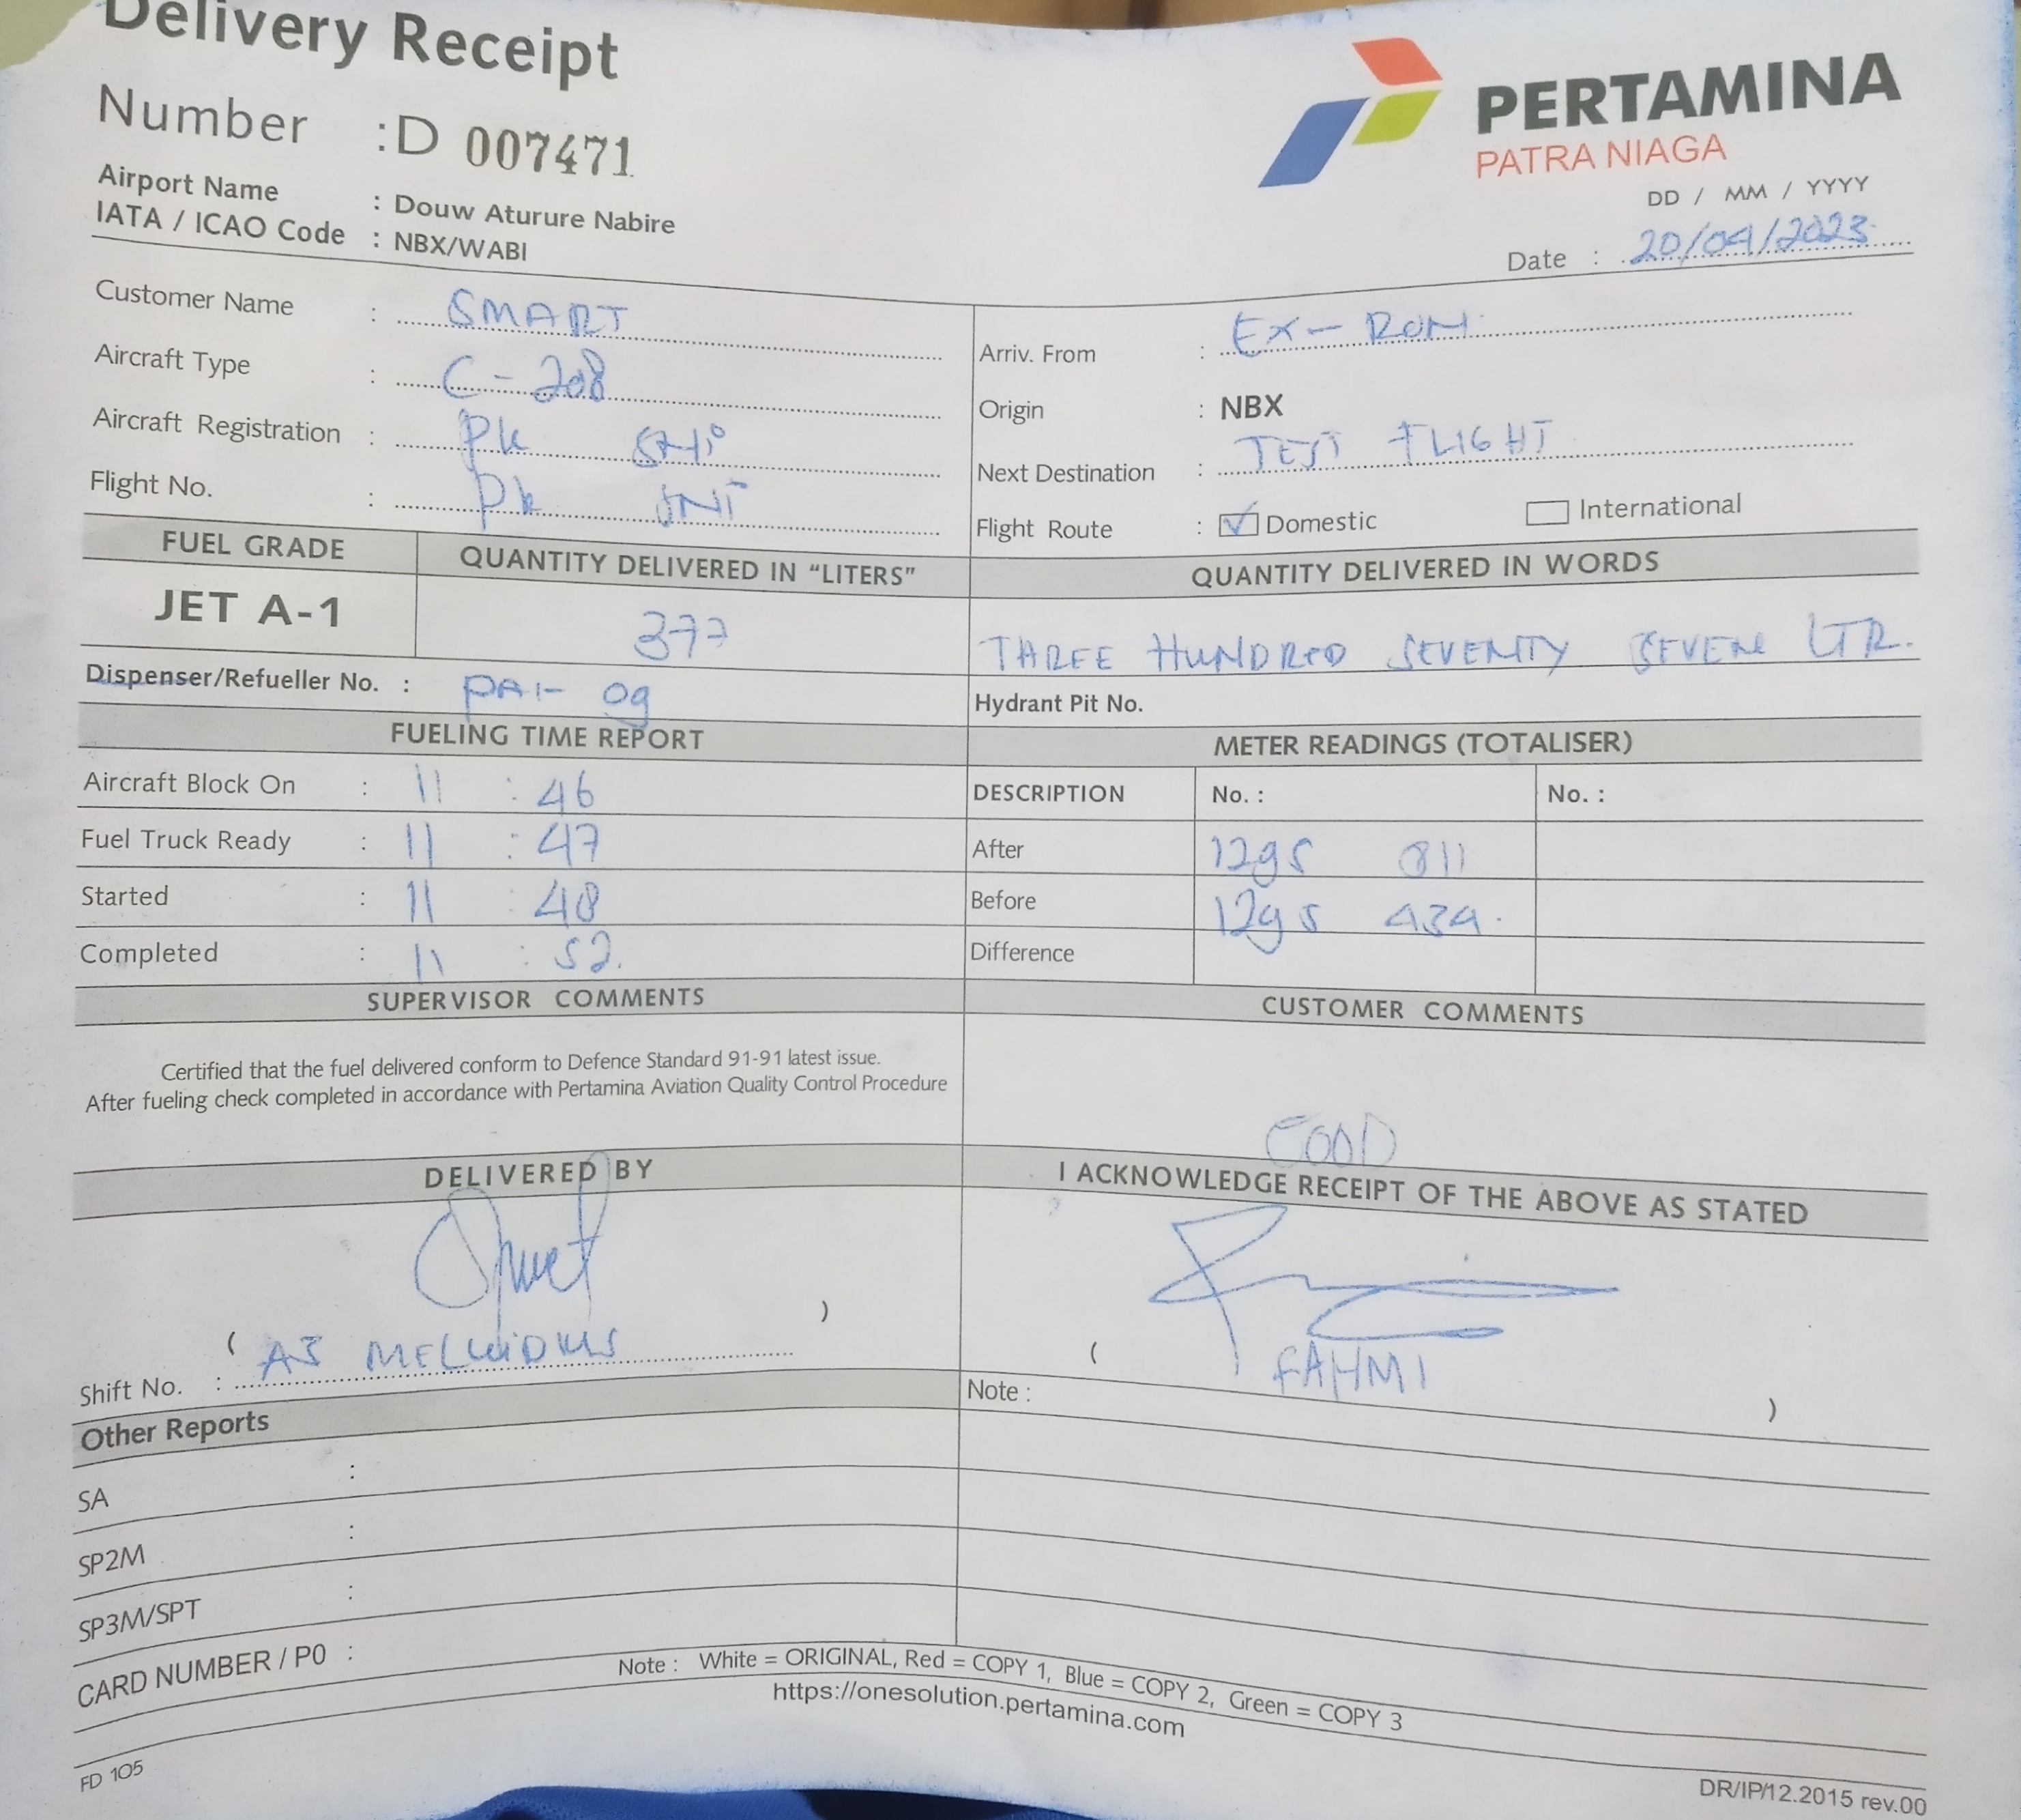 Delivery Receipt
Number : D 007471
PERTAMINA
PATRA NIAGA
Airport Name : Douw Aturure Nabire
IATA / ICAO Code : NBX/WABI
DD / MM / YYYY
Date : 20/04/2023
Customer Name : SMART
Aircraft Type : C-208
Aircraft Registration : PK
Flight No. : PK
Arriv. From : EX-RON
Origin : NBX
Next Destination : TEST FLIGHT
Flight Route : Domestic International
FUEL GRADE QUANTITY DELIVERED IN “LITERS” QUANTITY DELIVERED IN WORDS
JET A-1 377 THREE HUNDRED SEVENTY SEVEN LTR.
Dispenser/Refueller No. : PAI- 09 Hydrant Pit No.
FUELING TIME REPORT METER READINGS (TOTALISER)
Aircraft Block On : 11 : 46 DESCRIPTION No. : No. :
Fuel Truck Ready : 11 : 47 After 1295 811
Started : 11 : 48 Before 1295 434.
Completed : 11 : 52. Difference
SUPERVISOR COMMENTS CUSTOMER COMMENTS
Certified that the fuel delivered conform to Defence Standard 91-91 latest issue.
After fueling check completed in accordance with Pertamina Aviation Quality Control Procedure
GOOD
DELIVERED BY I ACKNOWLEDGE RECEIPT OF THE ABOVE AS STATED
( )
Shift No. : ( FAHMI )
Other Reports Note :
SA :
SP2M :
SP3M/SPT :
CARD NUMBER / P0 :
Note : White = ORIGINAL, Red = COPY 1, Blue = COPY 2, Green = COPY 3
https://onesolution.pertamina.com
FD 105
DR/IP/12.2015 rev.00